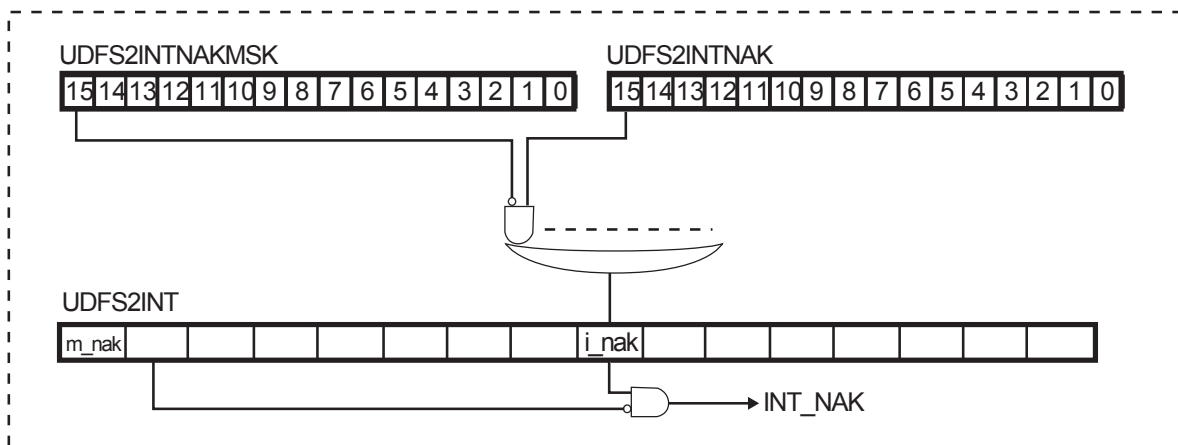 UDFS2INTNAKMSK UDFS2INTNAK
15 14 13 12 11 10 9 8 7 6 5 4 3 2 1 0 15 14 13 12 11 10 9 8 7 6 5 4 3 2 1 0
UDFS2INT
m_nak i_nak
INT_NAK